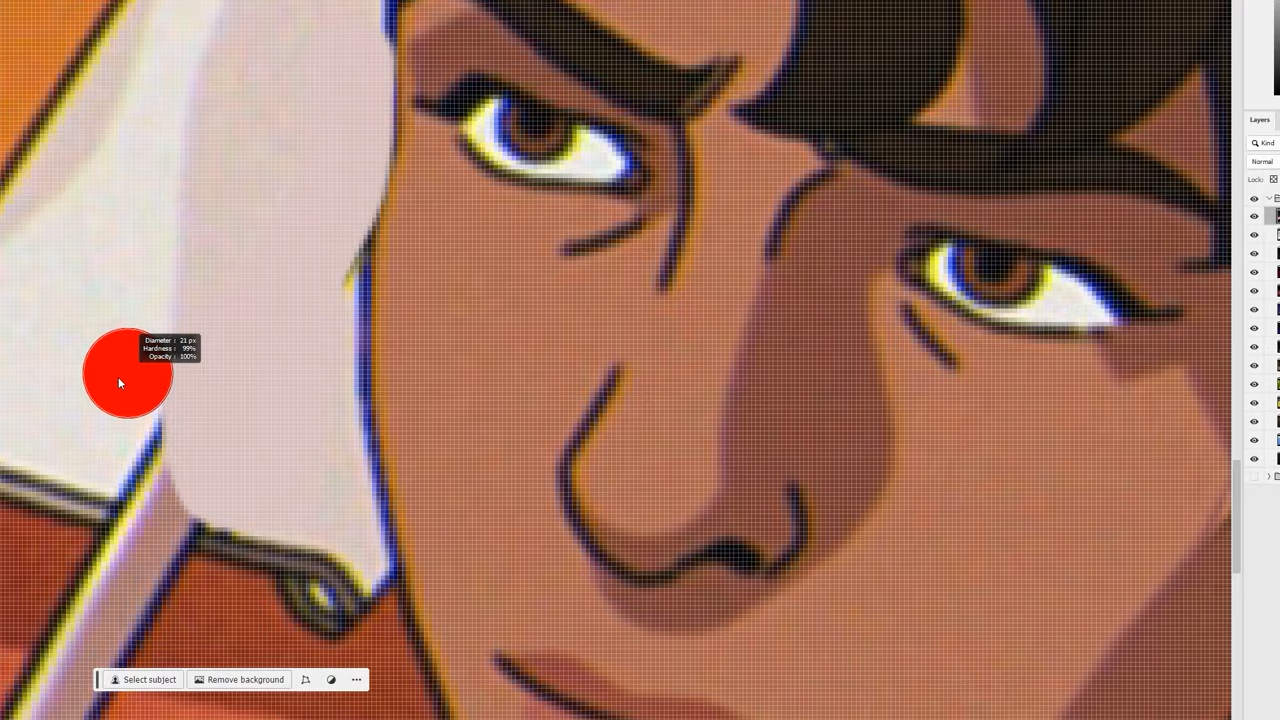 Layers
Kind
Normal
Lock:
Diameter : 21 px
Hardness : 99%
Opacity : 100%
Select subject
Remove background